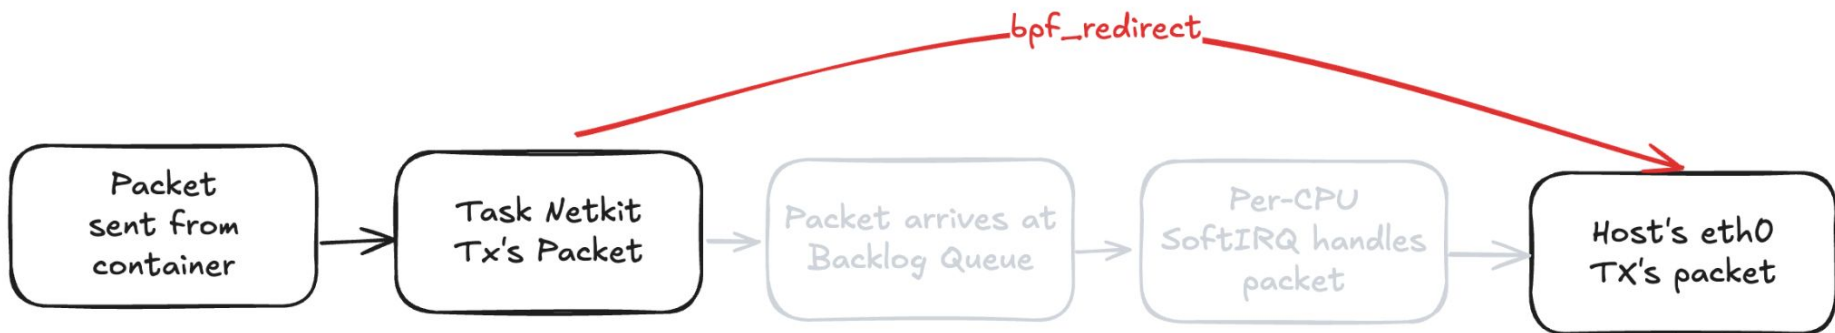 bpf_redirect
Packet
sent from
container
Task Netkit
Tx's Packet
Packet arrives at
Backlog Queue
Per-CPU
SoftIRQ handles
packet
Host's eth0
TX's packet